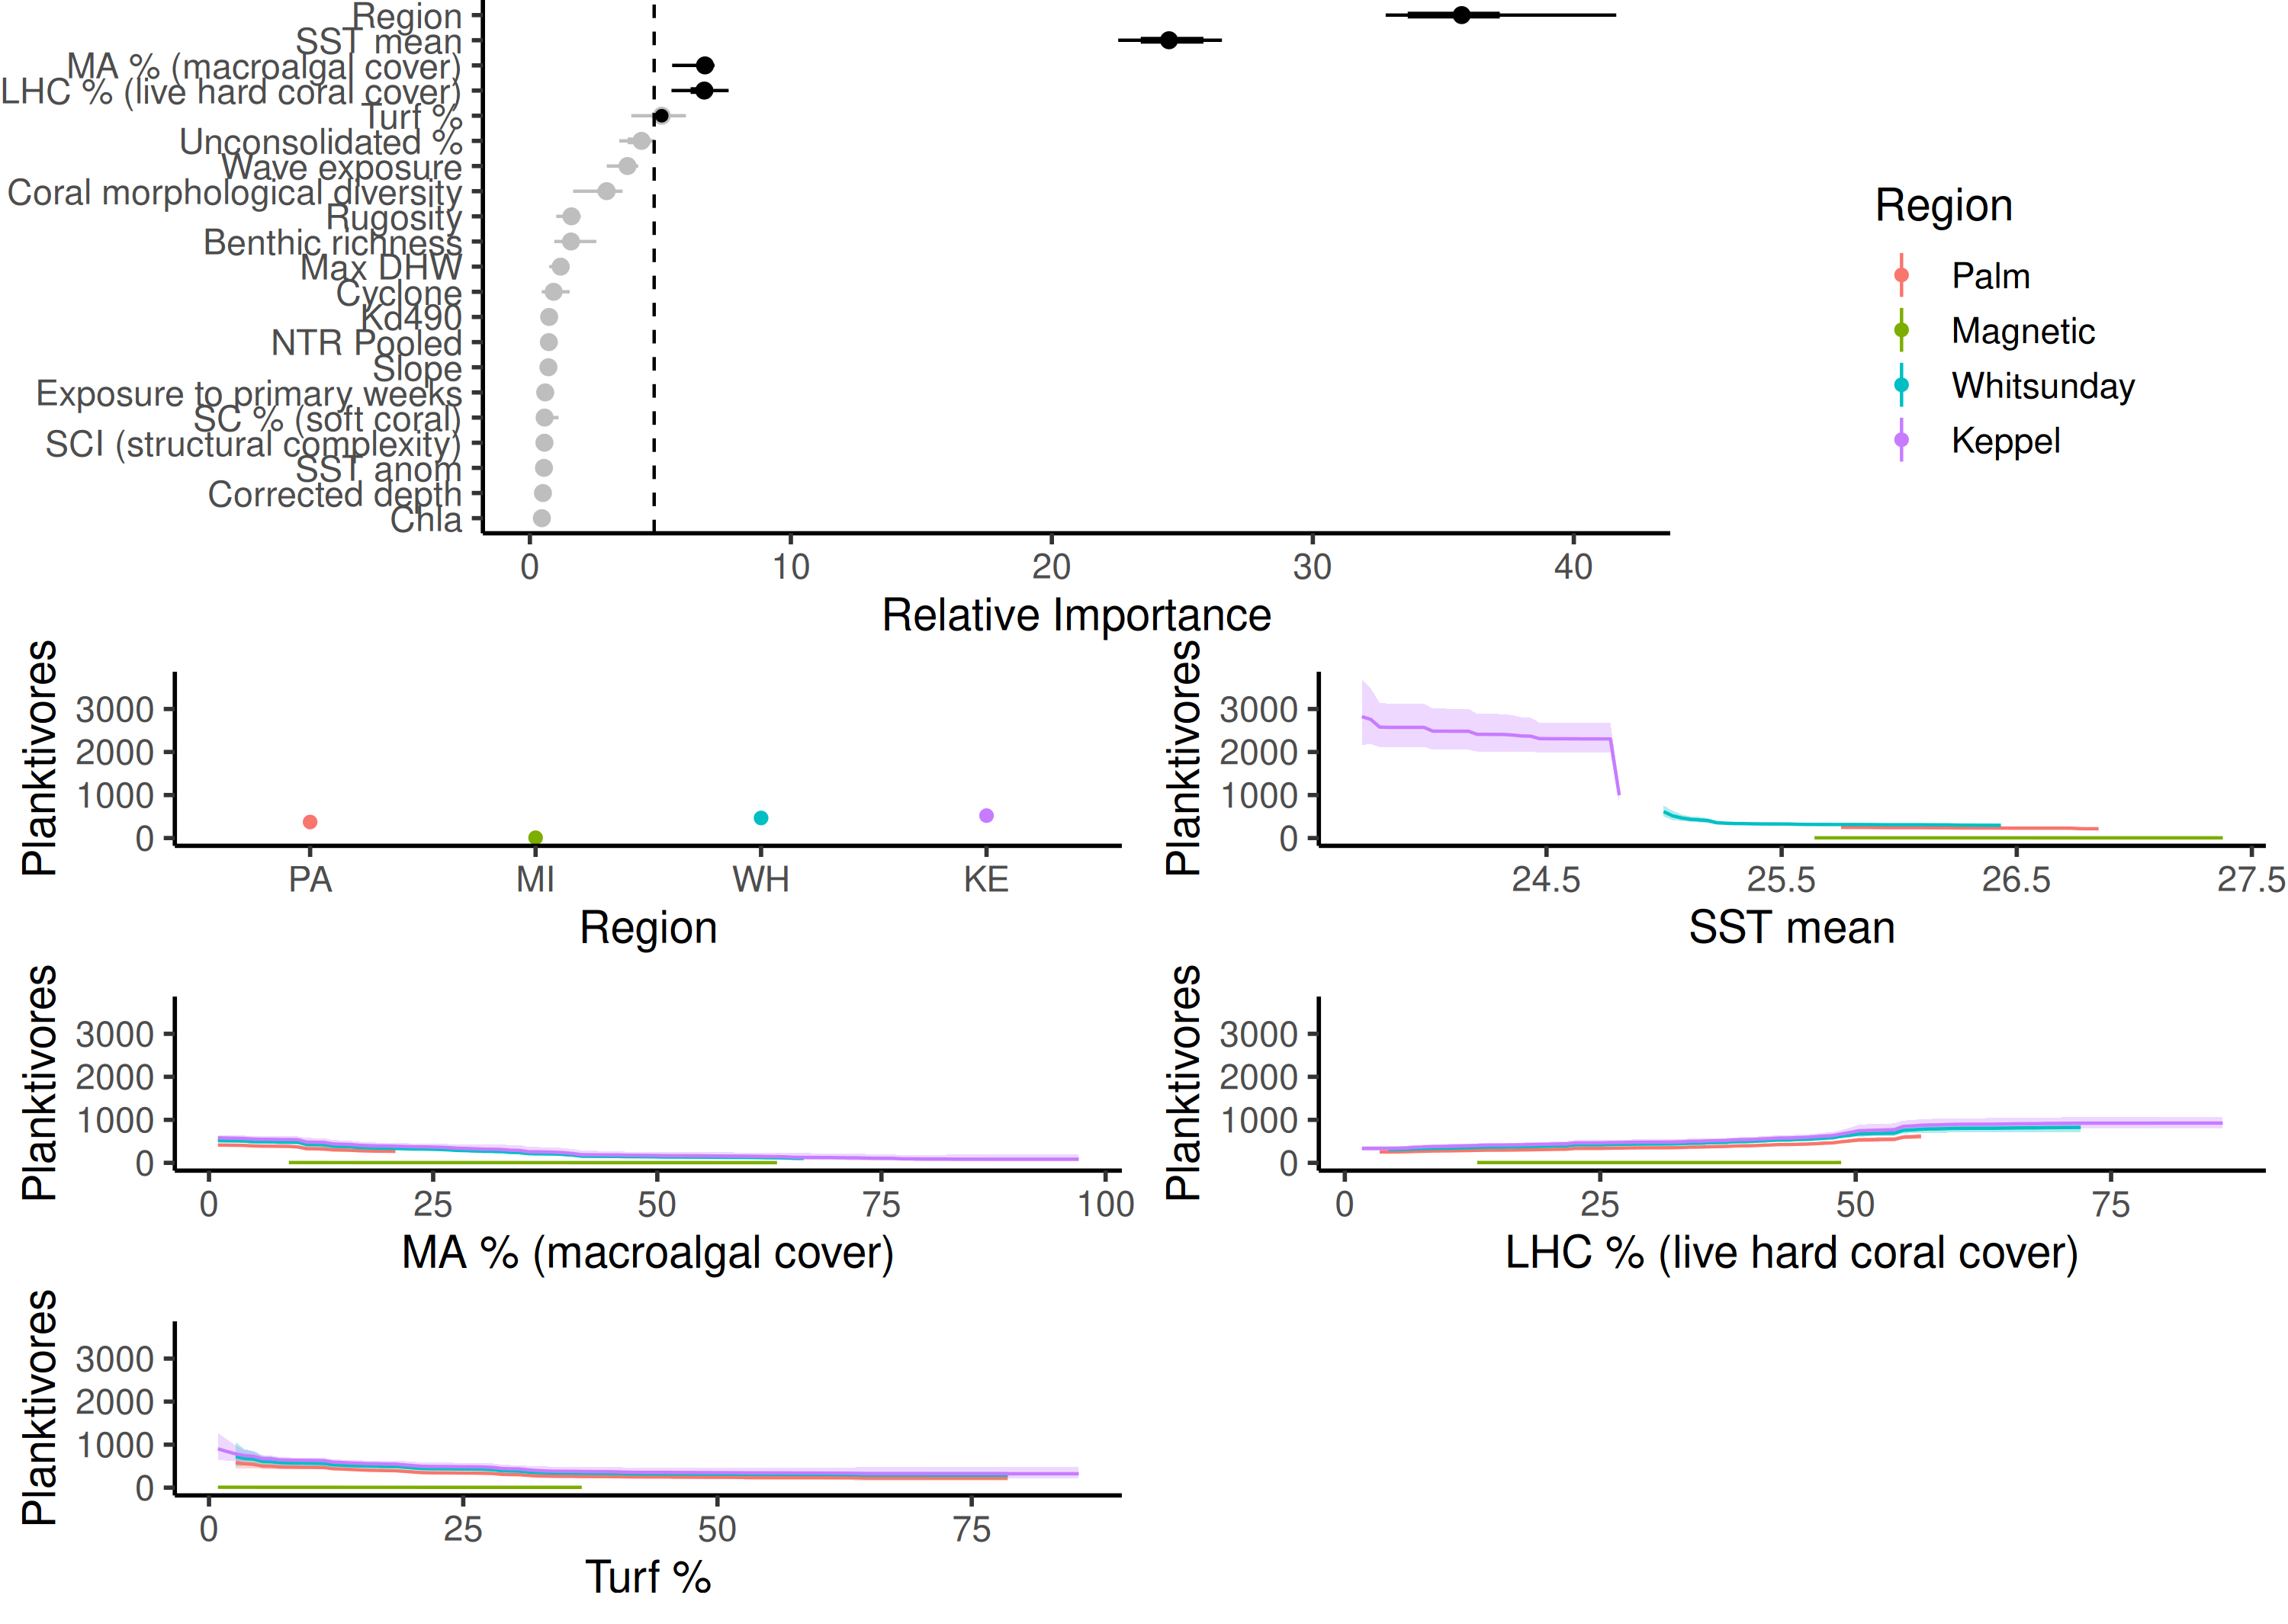 Region
SST mean
MA % (macroalgal cover)
LHC % (live hard coral cover)
Turf %
Unconsolidated %
Wave exposure
Coral morphological diversity
Rugosity
Benthic richness
Max DHW
Cyclone
Kd490
NTR Pooled
Slope
Exposure to primary weeks
SC % (soft coral)
SCI (structural complexity)
SST anom
Corrected depth
Chla
0 10 20 30 40
Relative Importance
Region
Palm
Magnetic
Whitsunday
Keppel
Planktivores
3000
2000
1000
0
PA MI WH KE
Region
Planktivores
3000
2000
1000
0
24.5 25.5 26.5 27.5
SST mean
Planktivores
3000
2000
1000
0
0 25 50 75 100
MA % (macroalgal cover)
Planktivores
3000
2000
1000
0
0 25 50 75
LHC % (live hard coral cover)
Planktivores
3000
2000
1000
0
0 25 50 75
Turf %